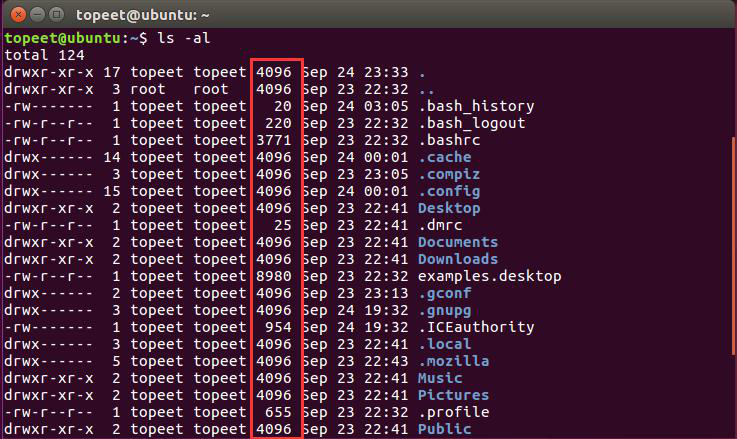 topeet@ubuntu: ~
topeet@ubuntu:~$ ls -al
total 124
drwxr-xr-x 17 topeet topeet 4096 Sep 24 23:33 .
drwxr-xr-x  3 root   root   4096 Sep 23 22:32 ..
-rw-------  1 topeet topeet   20 Sep 24 03:05 .bash_history
-rw-r--r--  1 topeet topeet  220 Sep 23 22:32 .bash_logout
-rw-r--r--  1 topeet topeet 3771 Sep 23 22:32 .bashrc
drwx------ 14 topeet topeet 4096 Sep 24 00:01 .cache
drwx------  3 topeet topeet 4096 Sep 23 23:05 .compiz
drwx------ 15 topeet topeet 4096 Sep 24 00:01 .config
drwxr-xr-x  2 topeet topeet 4096 Sep 23 22:41 Desktop
-rw-r--r--  1 topeet topeet   25 Sep 23 22:41 .dmrc
drwxr-xr-x  2 topeet topeet 4096 Sep 23 22:41 Documents
drwxr-xr-x  2 topeet topeet 4096 Sep 23 22:41 Downloads
-rw-r--r--  1 topeet topeet 8980 Sep 23 22:32 examples.desktop
drwx------  2 topeet topeet 4096 Sep 23 23:13 .gconf
drwx------  3 topeet topeet 4096 Sep 24 19:32 .gnupg
-rw-------  1 topeet topeet  954 Sep 24 19:32 .ICEauthority
drwx------  3 topeet topeet 4096 Sep 23 22:41 .local
drwx------  5 topeet topeet 4096 Sep 23 22:43 .mozilla
drwxr-xr-x  2 topeet topeet 4096 Sep 23 22:41 Music
drwxr-xr-x  2 topeet topeet 4096 Sep 23 22:41 Pictures
-rw-r--r--  1 topeet topeet  655 Sep 23 22:32 .profile
drwxr-xr-x  2 topeet topeet 4096 Sep 23 22:41 Public